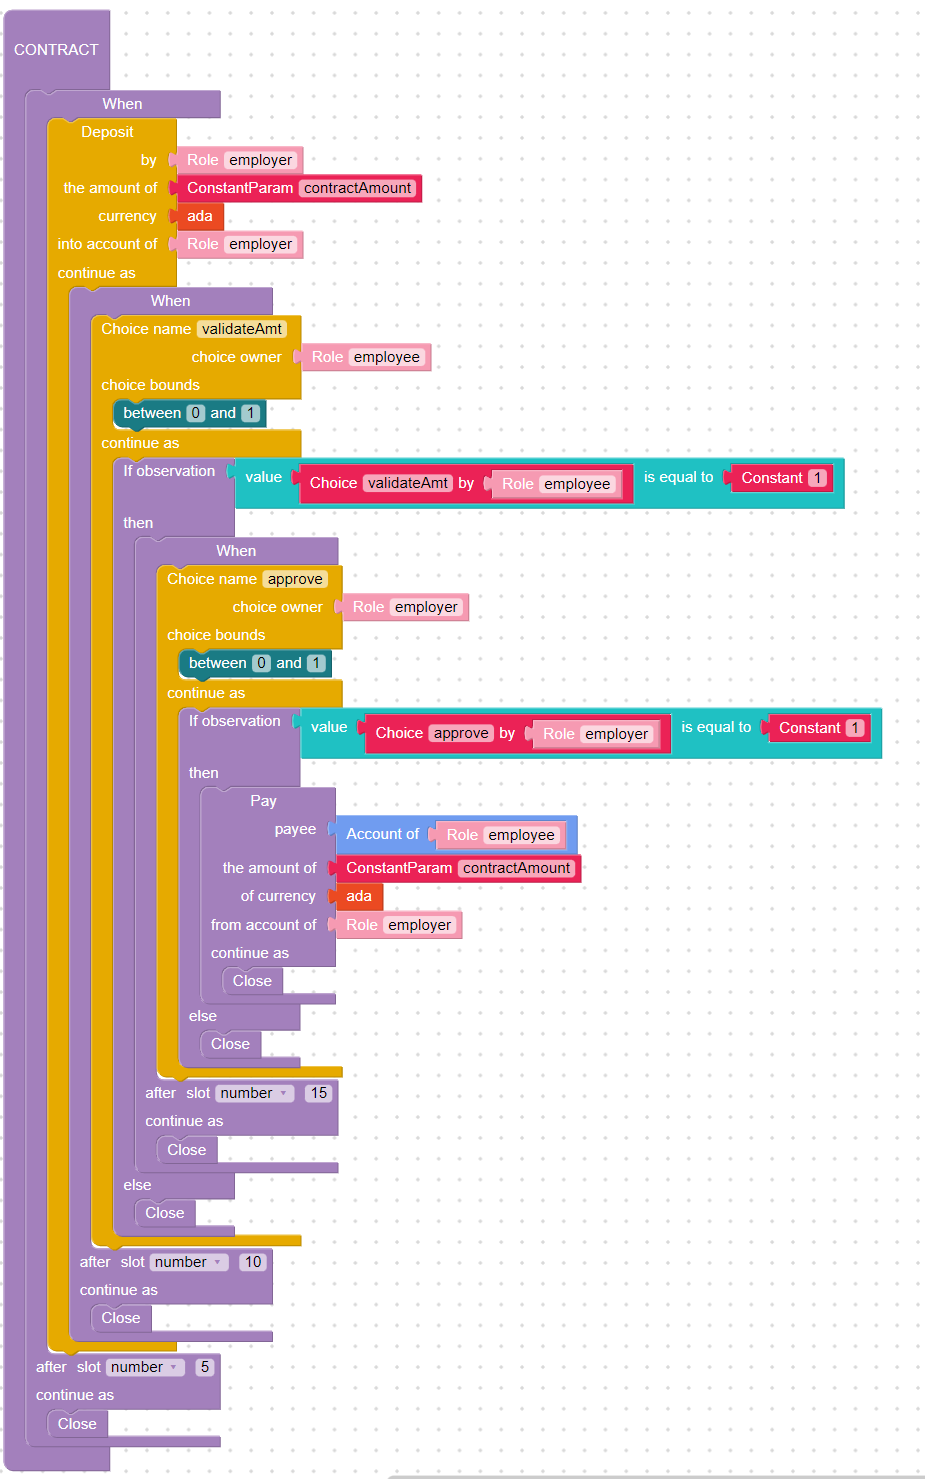 CONTRACT
When
Deposit
by Role employer
the amount of ConstantParam contractAmount
currency ada
into account of Role employer
continue as
When
Choice name validateAmt
choice owner Role employee
choice bounds
between 0 and 1
continue as
If observation value Choice validateAmt by Role employee is equal to Constant 1
then
When
Choice name approve
choice owner Role employer
choice bounds
between 0 and 1
continue as
If observation value Choice approve by Role employer is equal to Constant 1
then
Pay
payee Account of Role employee
the amount of ConstantParam contractAmount
of currency ada
from account of Role employer
continue as
Close
else
Close
after slot number 15
continue as
Close
else
Close
after slot number 10
continue as
Close
after slot number 5
continue as
Close